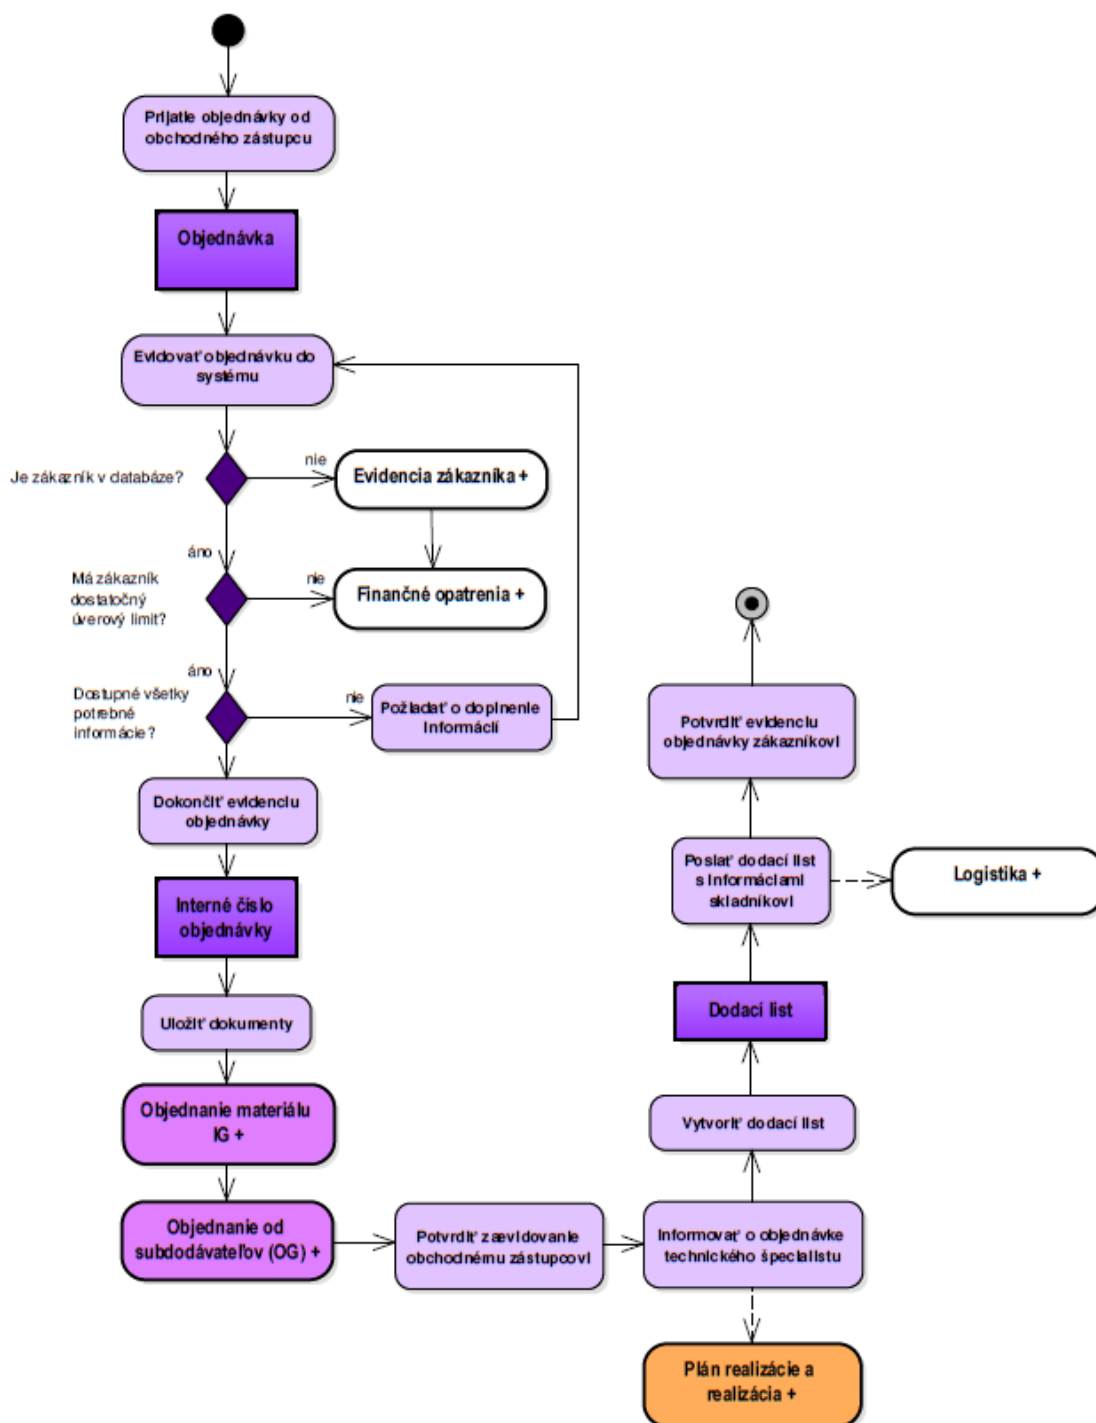 Prijatie objednávky od
obchodného zástupcu
Objednávka
Evidovať objednávku do
systému
Je zákazník v databáze?
nie
Evidencia zákazníka +
áno
Má zákazník
dostatočný
úverový limit?
nie
Finančné opatrenia +
áno
Dostupné všetky
potrebné
informácie?
nie
Požiadať o doplnenie
informácií
Dokončiť evidenciu
objednávky
Interné číslo
objednávky
Uložiť dokumenty
Objednanie materiálu
IG +
Objednanie od
subdodávateľov (OG) +
Potvrdiť zaevidovanie
obchodnému zástupcovi
Informovať o objednávke
technického špecialistu
Plán realizácie a
realizácia +
Vytvoriť dodací list
Dodací list
Poslať dodací list
s informáciami
skladníkovi
Logistika +
Potvrdiť evidenciu
objednávky zákazníkovi